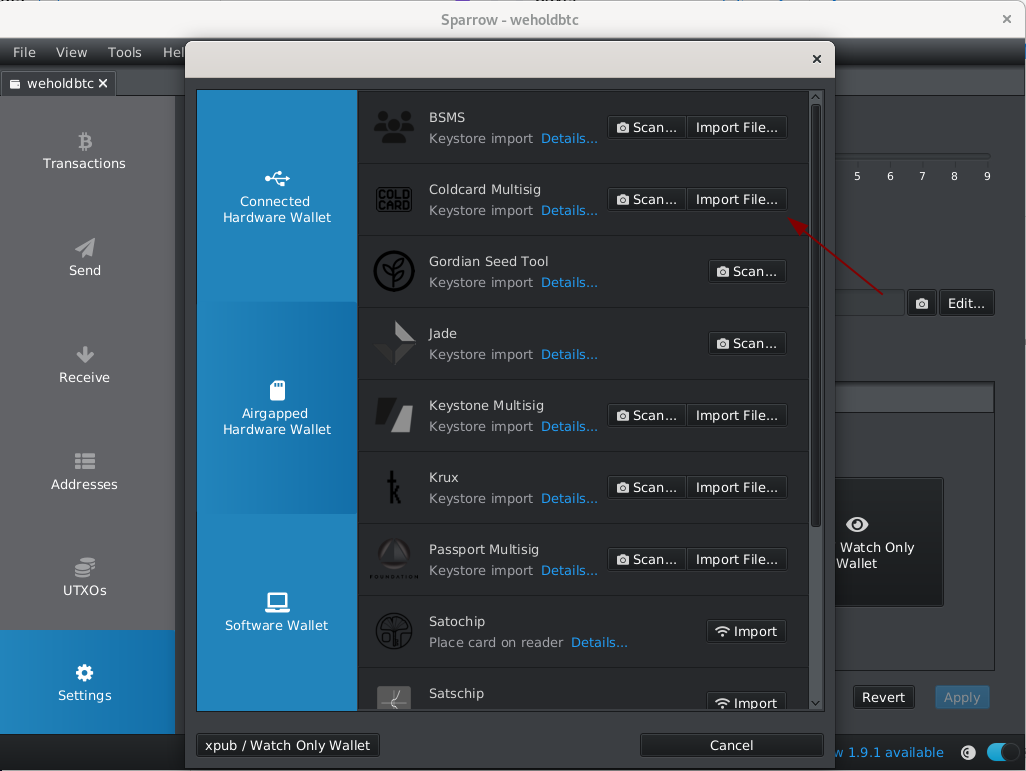 Sparrow - weholdbtc
File View Tools Hel
weholdbtc
Transactions
Send
Receive
Addresses
UTXOs
Settings
Connected
Hardware Wallet
Airgapped
Hardware Wallet
Software Wallet
BSMS
Keystore import Details...
Scan... Import File...
COLD
CARD
Coldcard Multisig
Keystore import Details...
Scan... Import File...
Gordian Seed Tool
Keystore import Details...
Scan...
Jade
Keystore import Details...
Scan...
Keystone Multisig
Keystore import Details...
Scan... Import File...
Krux
Keystore import Details...
Scan... Import File...
FOUNDATION
Passport Multisig
Keystore import Details...
Scan... Import File...
Satochip
Place card on reader Details...
Import
Satschip
Import
xpub / Watch Only Wallet
Cancel
5 6 7 8 9
Edit...
Watch Only
Wallet
Revert
Apply
w 1.9.1 available